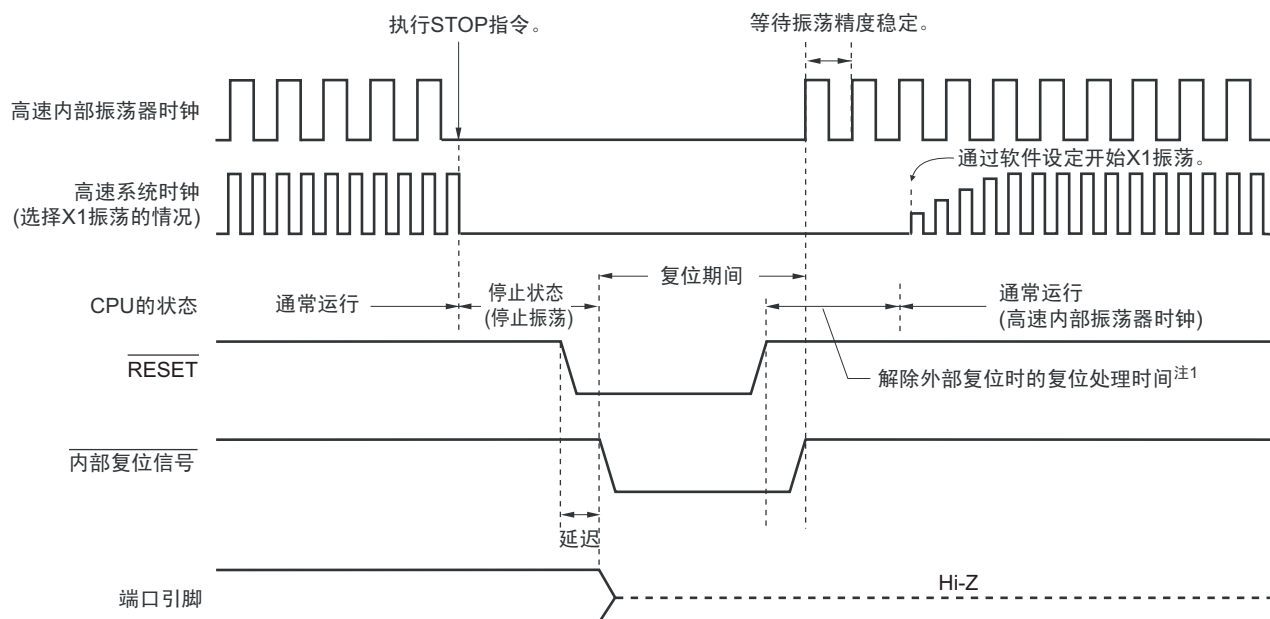 执行STOP指令。
等待振荡精度稳定。
高速内部振荡器时钟
通过软件设定开始X1振荡。
高速系统时钟
(选择X1振荡的情况)
复位期间
CPU的状态
通常运行
停止状态
(停止振荡)
通常运行
(高速内部振荡器时钟)
RESET
解除外部复位时的复位处理时间注1
内部复位信号
延迟
端口引脚
Hi-Z